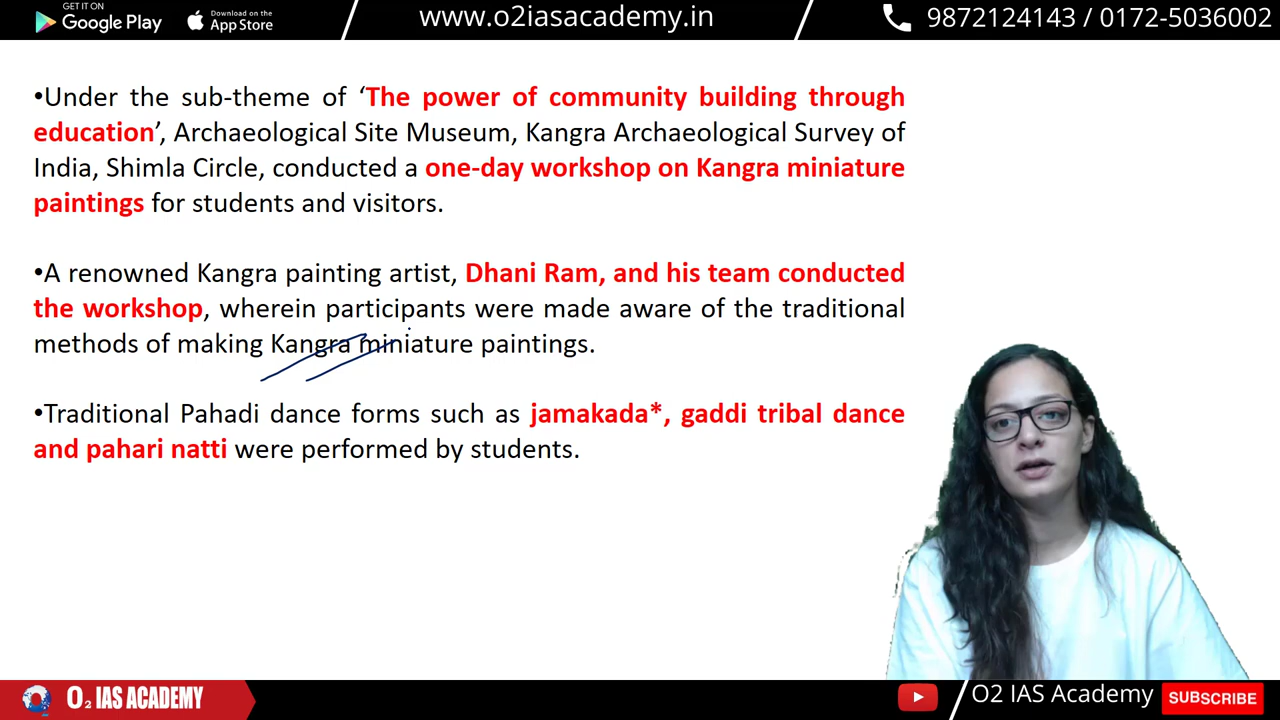 GET IT ON
Google Play
Download on the
App Store
www.o2iasacademy.in
9872124143 / 0172-5036002
•Under the sub-theme of ‘The power of community building through
education’, Archaeological Site Museum, Kangra Archaeological Survey of
India, Shimla Circle, conducted a one-day workshop on Kangra miniature
paintings for students and visitors.
•A renowned Kangra painting artist, Dhani Ram, and his team conducted
the workshop, wherein participants were made aware of the traditional
methods of making Kangra miniature paintings.
•Traditional Pahadi dance forms such as jamakada*, gaddi tribal dance
and pahari natti were performed by students.
O2 IAS ACADEMY
O2 IAS Academy
SUBSCRIBE